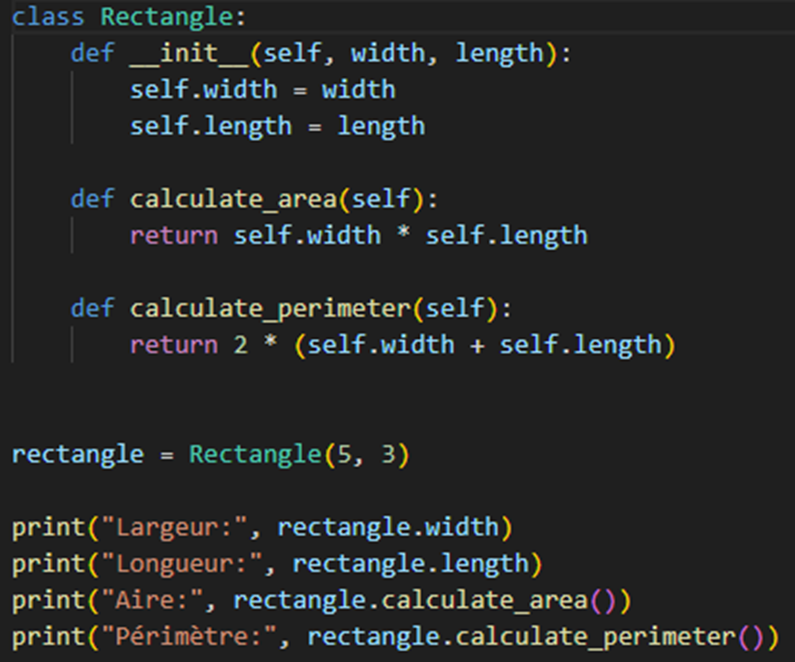 class Rectangle:
    def __init__(self, width, length):
        self.width = width
        self.length = length
    def calculate_area(self):
        return self.width * self.length
    def calculate_perimeter(self):
        return 2 * (self.width + self.length)
rectangle = Rectangle(5, 3)
print("Largeur:", rectangle.width)
print("Longueur:", rectangle.length)
print("Aire:", rectangle.calculate_area())
print("Périmètre:", rectangle.calculate_perimeter())